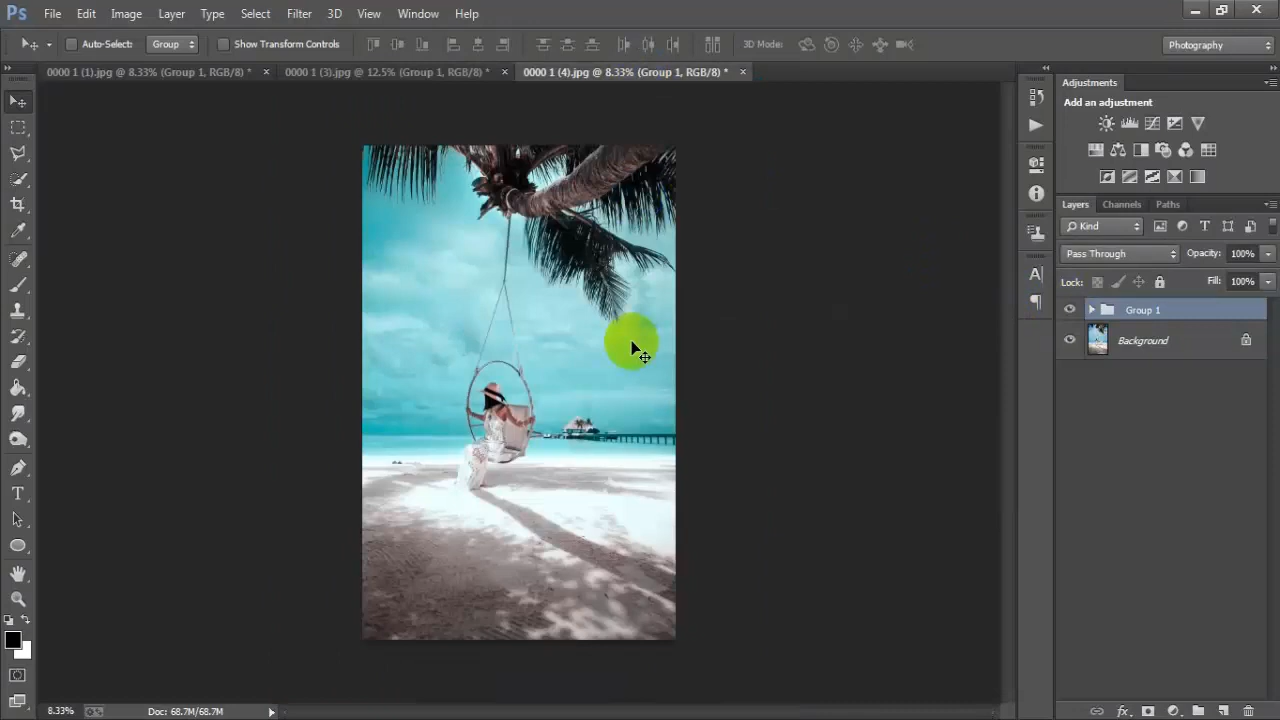 Ps File Edit Image Layer Type Select Filter 3D View Window Help
Auto-Select: Group Show Transform Controls 3D Mode: Photography
0000 1 (1).jpg @ 8.33% (Group 1, RGB/8) * × 0000 1 (3).jpg @ 12.5% (Group 1, RGB/8) * × 0000 1 (4).jpg @ 8.33% (Group 1, RGB/8) * ×
Adjustments
Add an adjustment
Layers Channels Paths
Kind T
Pass Through Opacity: 100%
Lock: Fill: 100%
Group 1
Background
A
T
fx
8.33% Doc: 68.7M/68.7M